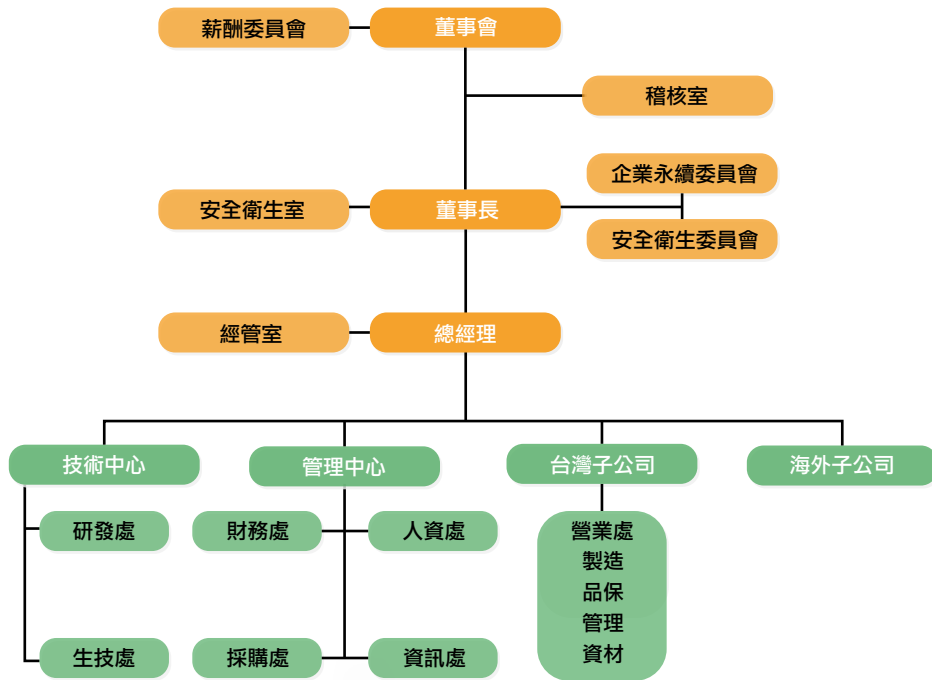 薪酬委員會
董事會
稽核室
企業永續委員會
安全衛生室
董事長
安全衛生委員會
經管室
總經理
技術中心
管理中心
台灣子公司
海外子公司
研發處
財務處
人資處
營業處
製造
品保
管理
資材
生技處
採購處
資訊處